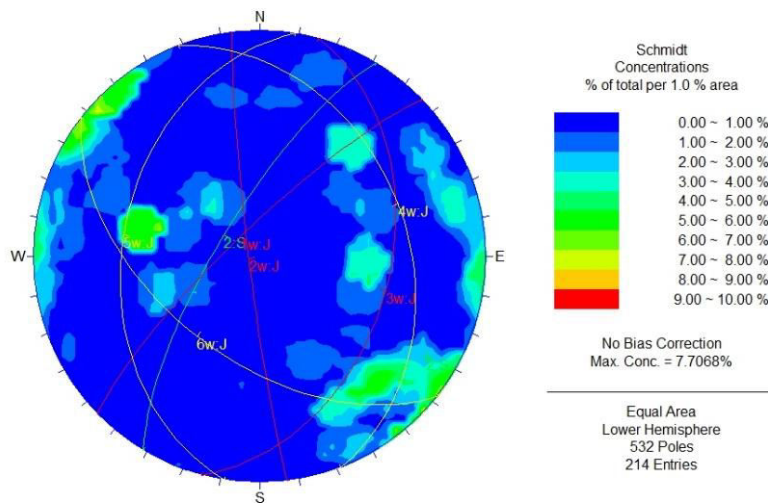 N
W
E
S
4w:J
5w:J
2:S
2w:J
3w:J
6w:J
Schmidt
Concentrations
% of total per 1.0 % area
0.00 ~ 1.00 %
1.00 ~ 2.00 %
2.00 ~ 3.00 %
3.00 ~ 4.00 %
4.00 ~ 5.00 %
5.00 ~ 6.00 %
6.00 ~ 7.00 %
7.00 ~ 8.00 %
8.00 ~ 9.00 %
9.00 ~ 10.00 %
No Bias Correction
Max. Conc. = 7.7068%
Equal Area
Lower Hemisphere
532 Poles
214 Entries